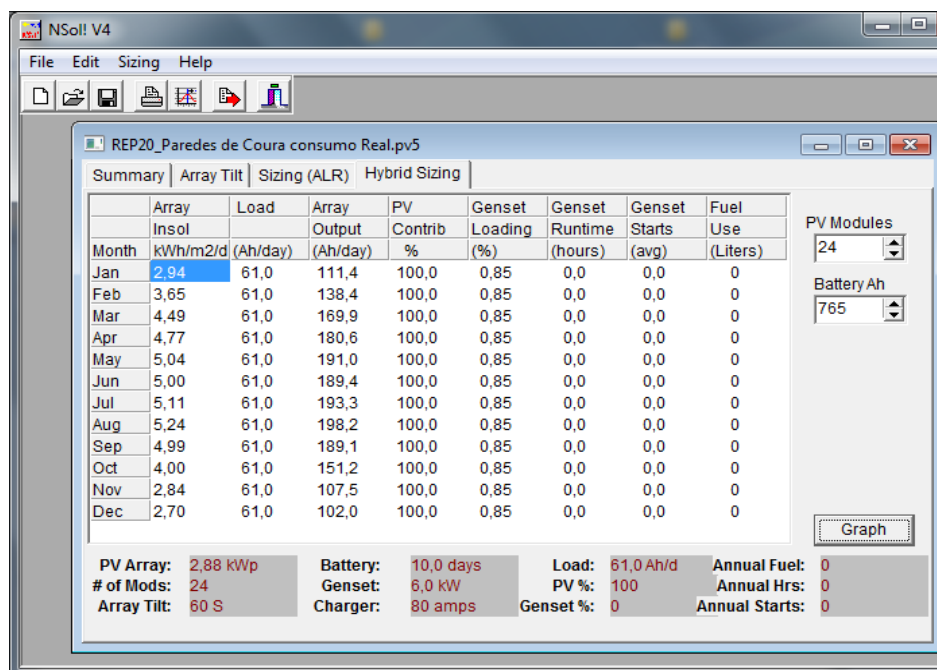 NSol! V4
File Edit Sizing Help
REP20_Paredes de Coura consumo Real.pv5
Summary Array Tilt Sizing (ALR) Hybrid Sizing
Array Load Array PV Genset Genset Genset Fuel
Insol Output Contrib Loading Runtime Starts Use
Month kWh/m2/d (Ah/day) (Ah/day) % (%) (hours) (avg) (Liters)
Jan 2,94 61,0 111,4 100,0 0,85 0,0 0,0 0
Feb 3,65 61,0 138,4 100,0 0,85 0,0 0,0 0
Mar 4,49 61,0 169,9 100,0 0,85 0,0 0,0 0
Apr 4,77 61,0 180,6 100,0 0,85 0,0 0,0 0
May 5,04 61,0 191,0 100,0 0,85 0,0 0,0 0
Jun 5,00 61,0 189,4 100,0 0,85 0,0 0,0 0
Jul 5,11 61,0 193,3 100,0 0,85 0,0 0,0 0
Aug 5,24 61,0 198,2 100,0 0,85 0,0 0,0 0
Sep 4,99 61,0 189,1 100,0 0,85 0,0 0,0 0
Oct 4,00 61,0 151,2 100,0 0,85 0,0 0,0 0
Nov 2,84 61,0 107,5 100,0 0,85 0,0 0,0 0
Dec 2,70 61,0 102,0 100,0 0,85 0,0 0,0 0
PV Modules
24
Battery Ah
765
Graph
PV Array: 2,88 kWp Battery: 10,0 days Load: 61,0 Ah/d Annual Fuel: 0
# of Mods: 24 Genset: 6,0 kW PV %: 100 Annual Hrs: 0
Array Tilt: 60 S Charger: 80 amps Genset %: 0 Annual Starts: 0